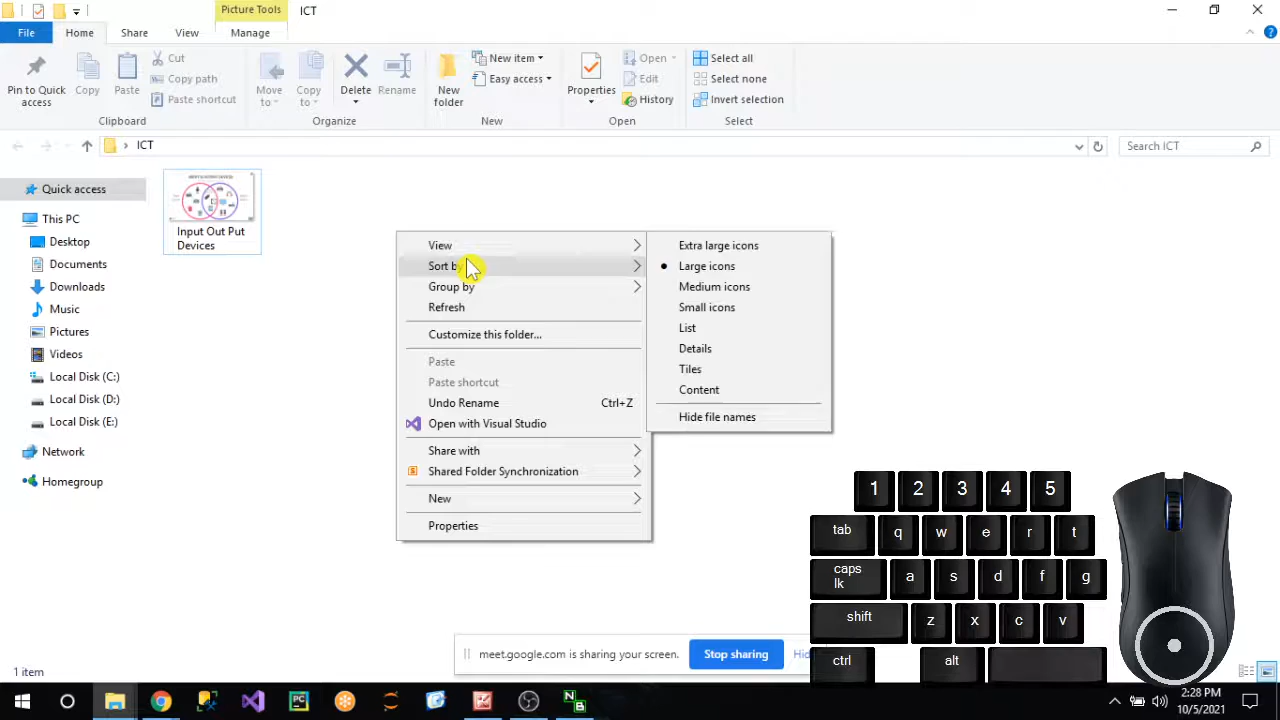 Picture Tools
ICT
File
Home
Share
View
Manage
Pin to Quick access
Copy
Paste
Cut
Copy path
Paste shortcut
Clipboard
Move to
Copy to
Delete
Rename
Organize
New folder
New item
Easy access
New
Properties
Open
Edit
History
Open
Select all
Select none
Invert selection
Select
ICT
Search ICT
Quick access
This PC
Desktop
Documents
Downloads
Music
Pictures
Videos
Local Disk (C:)
Local Disk (D:)
Local Disk (E:)
Network
Homegroup
Input Out Put
Devices
View
Sort by
Group by
Refresh
Customize this folder...
Paste
Paste shortcut
Undo Rename Ctrl+Z
Open with Visual Studio
Share with
Shared Folder Synchronization
New
Properties
Extra large icons
Large icons
Medium icons
Small icons
List
Details
Tiles
Content
Hide file names
1 2 3 4 5
tab q w e r t
caps lk a s d f g
shift z x c v
ctrl alt
meet.google.com is sharing your screen.
Stop sharing
1 item
2:28 PM
10/5/2021